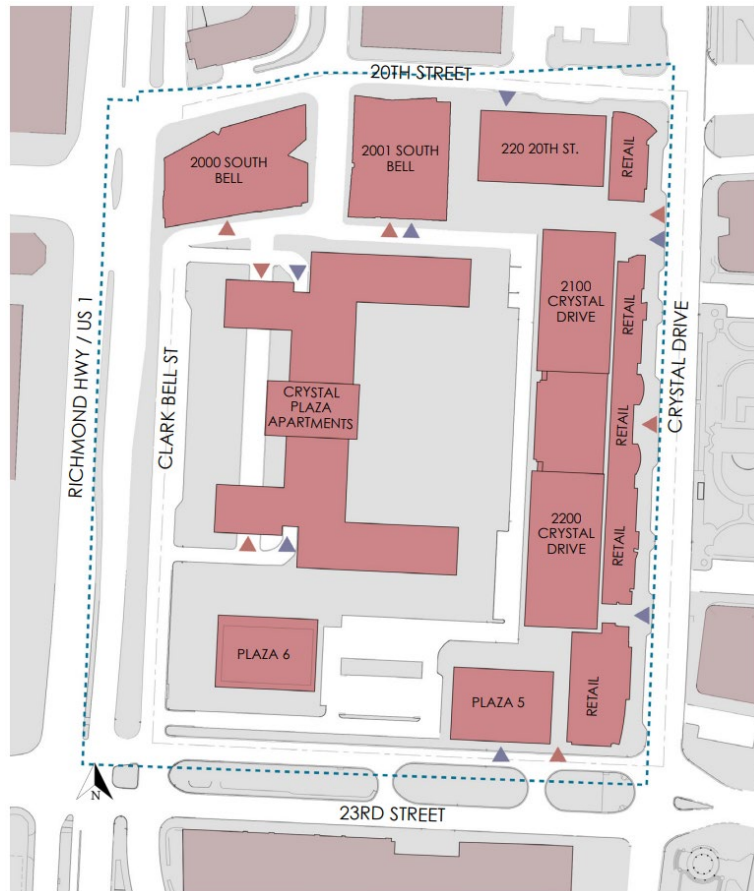 20TH STREET
2000 SOUTH
BELL
2001 SOUTH
BELL
220 20TH ST.
RETAIL
2100
CRYSTAL
DRIVE
RETAIL
RICHMOND HWY / US 1
CLARK BELL ST
CRYSTAL
PLAZA
APARTMENTS
RETAIL
CRYSTAL DRIVE
2200
CRYSTAL
DRIVE
RETAIL
PLAZA 6
PLAZA 5
RETAIL
N
23RD STREET